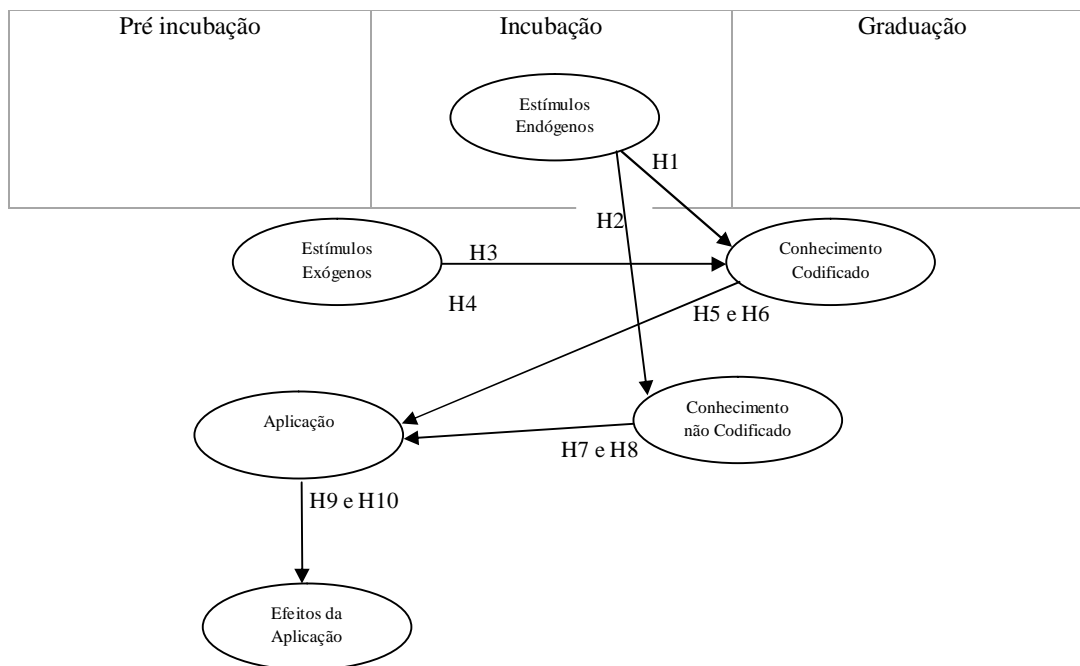 Pré incubação
Incubação
Graduação
Estímulos
Endógenos
H1
H2
Estímulos
Exógenos
H3
Conhecimento
Codificado
H4
H5 e H6
Aplicação
Conhecimento
não Codificado
H7 e H8
H9 e H10
Efeitos da
Aplicação